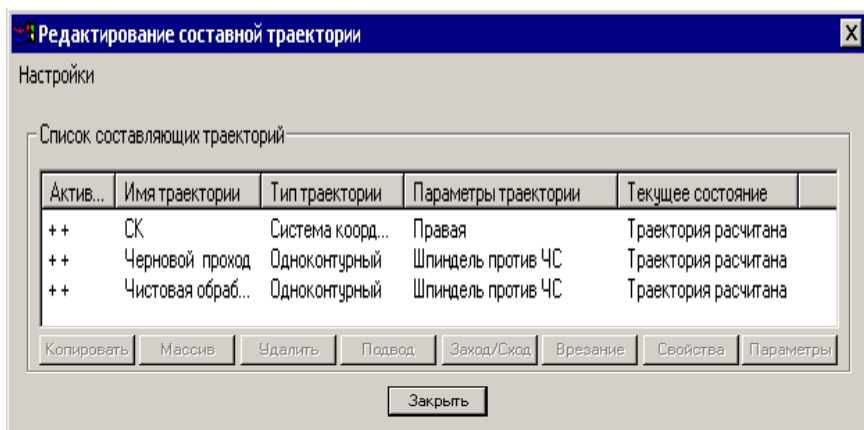 Редактирование составной траектории
Настройки
Список составляющих траекторий
Актив... Имя траектории Тип траектории Параметры траектории Текущее состояние
++ СК Система коорд... Правая Траектория расчитана
++ Черновой проход Одноконтурный Шпиндель против ЧС Траектория расчитана
++ Чистовая обраб... Одноконтурный Шпиндель против ЧС Траектория расчитана
Копировать Массив Удалить Подвод Заход/Сход Врезание Свойства Параметры
Закрыть